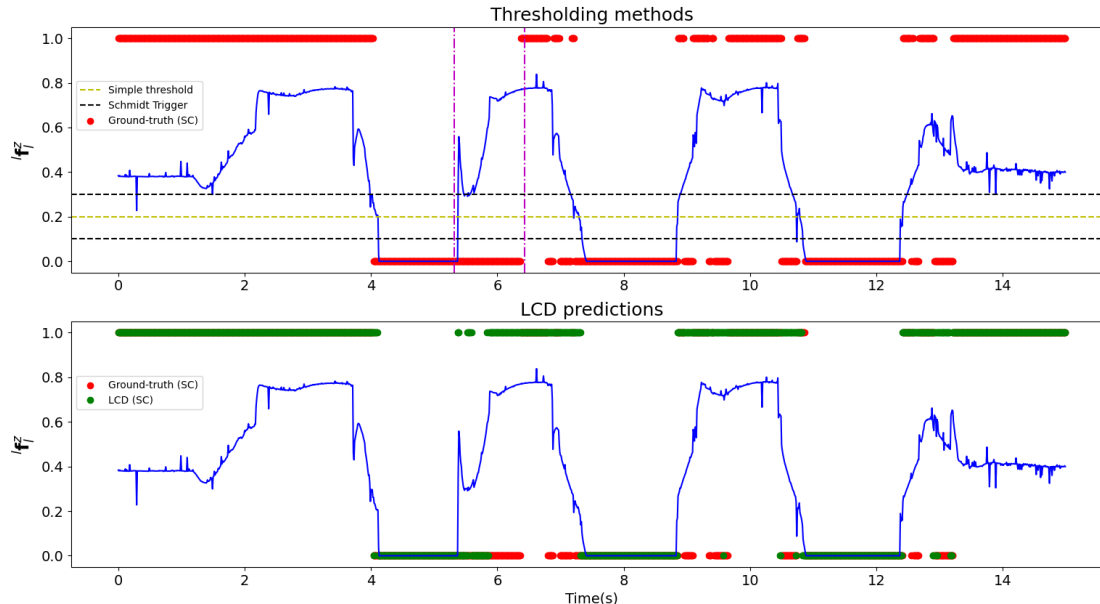 Thresholding methods
1.0
0.8
0.6
0.4
0.2
0.0
Simple threshold
Schmidt Trigger
Ground-truth (SC)
ˡf_l^z
0 2 4 6 8 10 12 14
LCD predictions
1.0
0.8
0.6
0.4
0.2
0.0
Ground-truth (SC)
LCD (SC)
ˡf_l^z
0 2 4 6 8 10 12 14
Time(s)